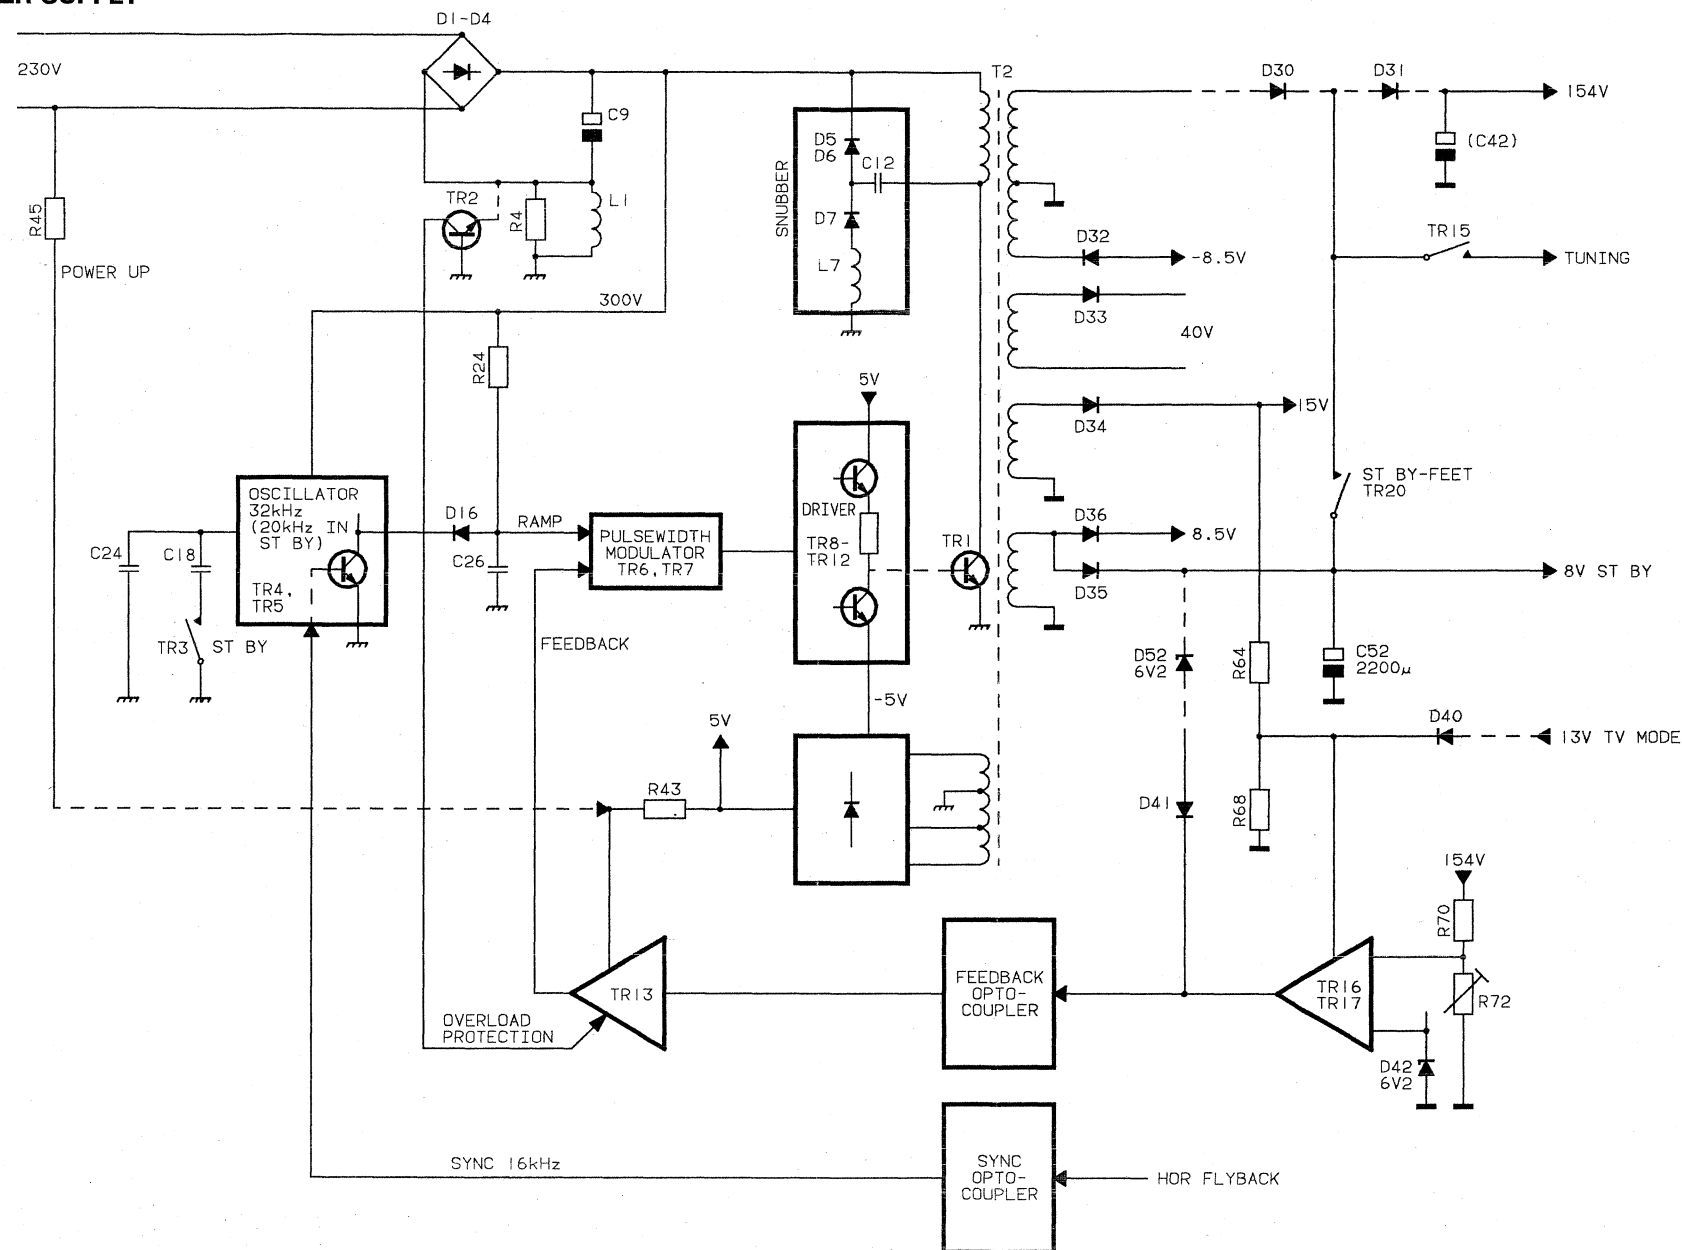 D1-D4
230V
T2
D30
D31
154V
C9
D5
D6
C12
(C42)
SNUBBER
TR2
R4
L1
R45
D7
TR15
D32
-8.5V
TUNING
POWER UP
L7
300V
D33
40V
R24
5V
15V
D34
ST BY-FEET
TR20
OSCILLATOR
32kHz
(20kHz IN
ST BY)
TR4,
TR5
D16
RAMP
DRIVER
TR8-
TR12
D36
8.5V
PULSEWIDTH
MODULATOR
TR6,TR7
TR1
C24
C18
C26
D35
8V ST BY
TR3
ST BY
FEEDBACK
D52
6V2
R64
C52
2200µ
-5V
5V
D40
13V TV MODE
R43
D41
R68
154V
R70
FEEDBACK
OPTO-
COUPLER
TR13
TR16
TR17
R72
OVERLOAD
PROTECTION
D42
6V2
SYNC 16kHz
SYNC
OPTO-
COUPLER
HOR FLYBACK